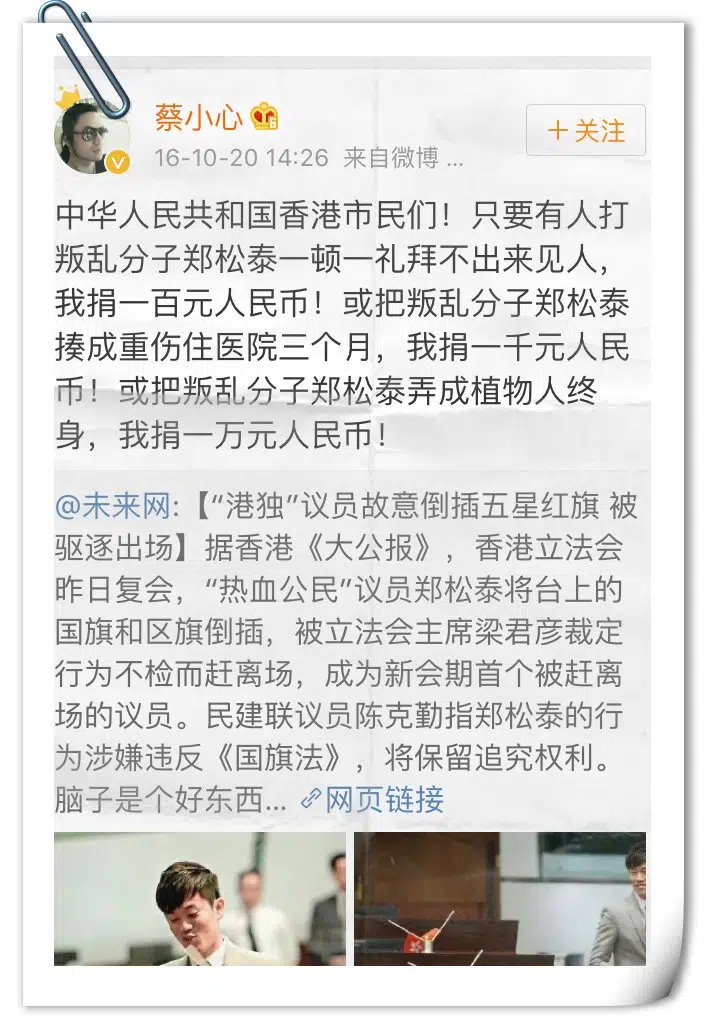 蔡小心
16-10-20 14:26 来自微博 ...
＋关注
中华人民共和国香港市民们！只要有人打
叛乱分子郑松泰一顿一礼拜不出来见人，
我捐一百元人民币！或把叛乱分子郑松泰
揍成重伤住医院三个月，我捐一千元人民
币！或把叛乱分子郑松泰弄成植物人终
身，我捐一万元人民币！
@未来网:【“港独”议员故意倒插五星红旗 被
驱逐出场】据香港《大公报》，香港立法会
昨日复会，“热血公民”议员郑松泰将台上的
国旗和区旗倒插，被立法会主席梁君彦裁定
行为不检而赶离场，成为新会期首个被赶离
场的议员。民建联议员陈克勤指郑松泰的行
为涉嫌违反《国旗法》，将保留追究权利。
脑子是个好东西... 网页链接